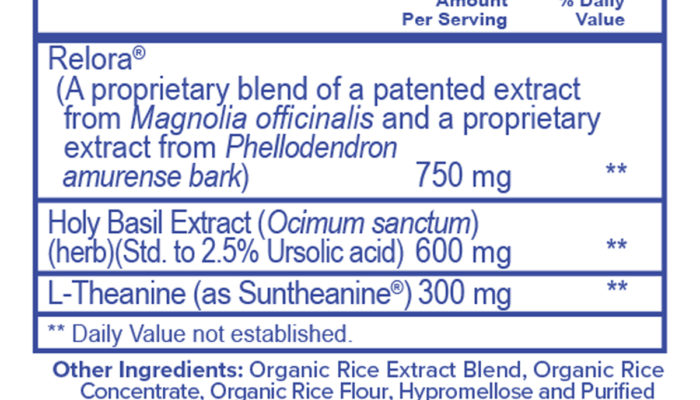 Amount % Daily
Per Serving Value
Relora®
(A proprietary blend of a patented extract
from Magnolia officinalis and a proprietary
extract from Phellodendron
amurense bark) 750 mg **
Holy Basil Extract (Ocimum sanctum)
(herb)(Std. to 2.5% Ursolic acid) 600 mg **
L-Theanine (as Suntheanine®) 300 mg **
** Daily Value not established.
Other Ingredients: Organic Rice Extract Blend, Organic Rice
Concentrate, Organic Rice Flour, Hypromellose and Purified